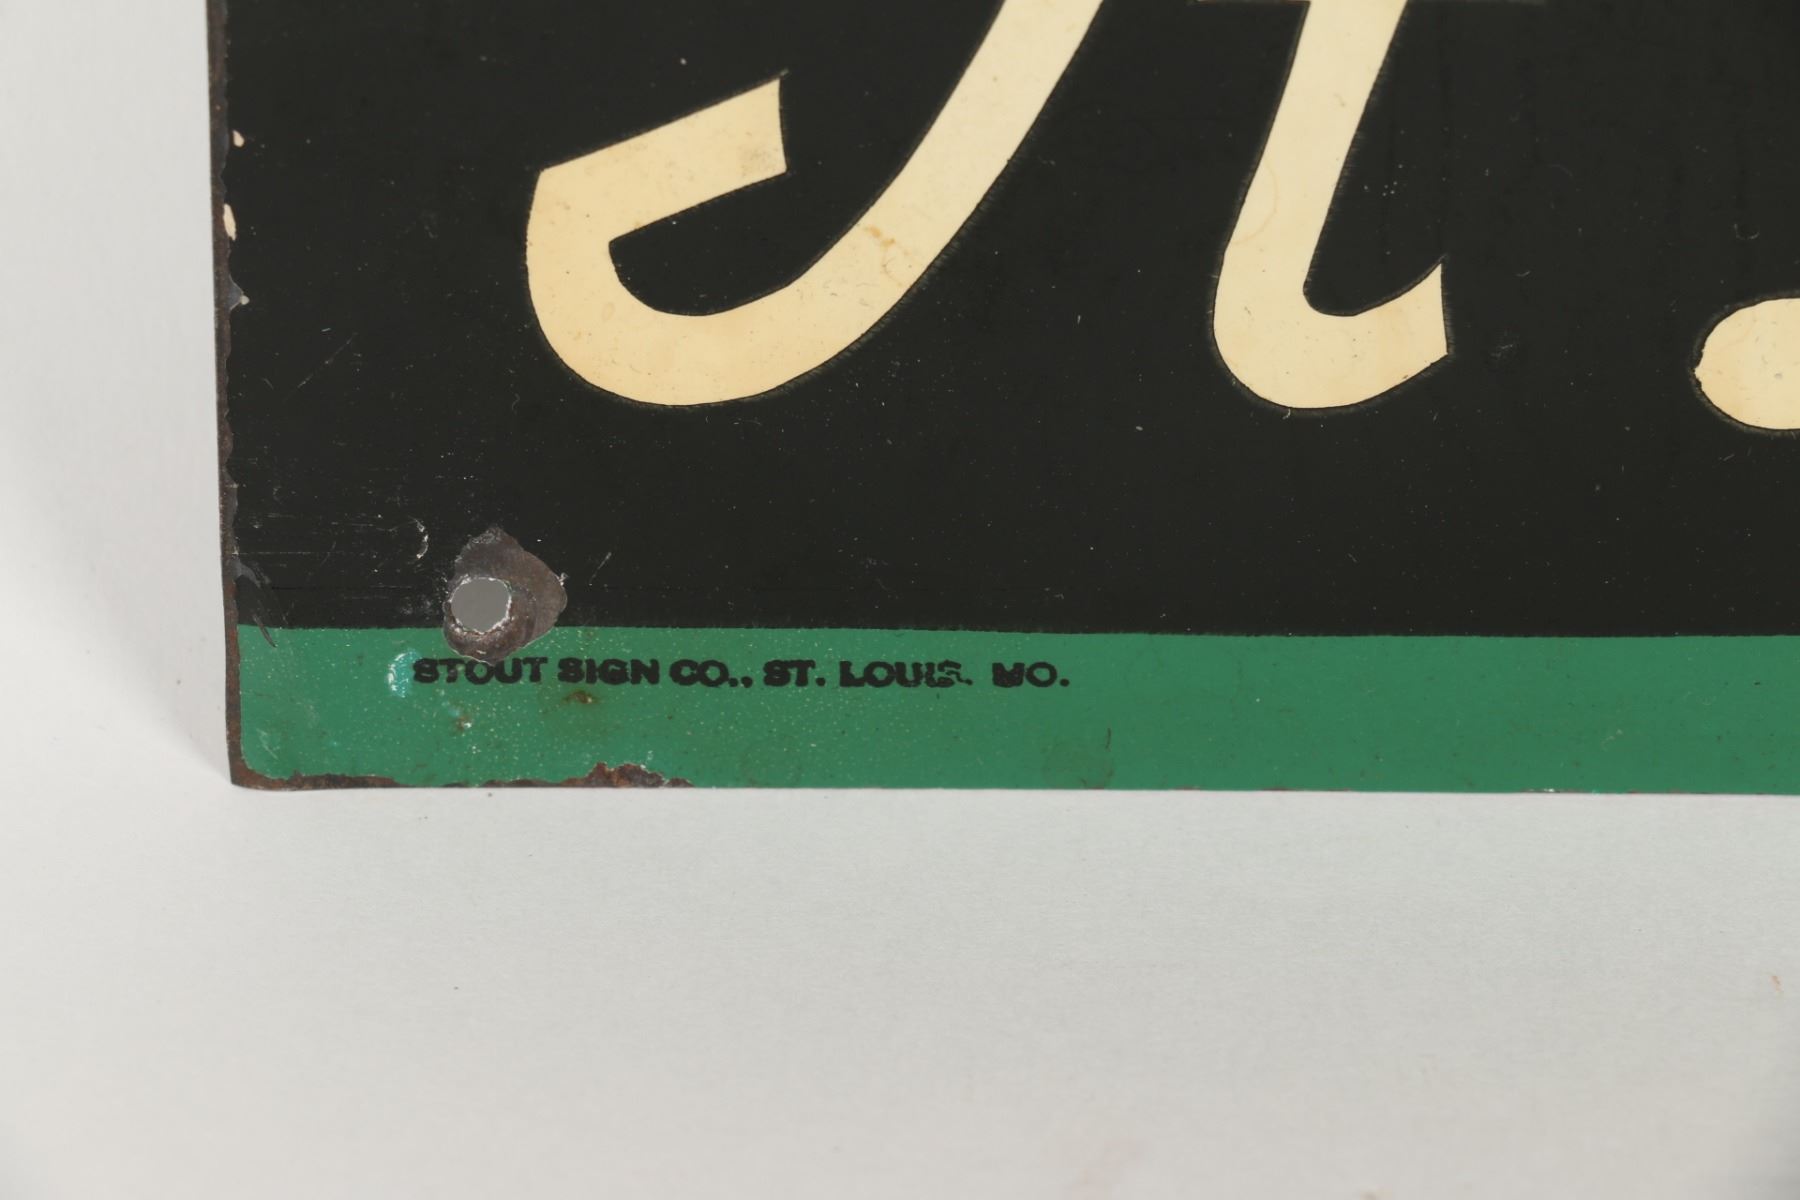 STOUT SIGN CO., ST. LOUIS, MO.